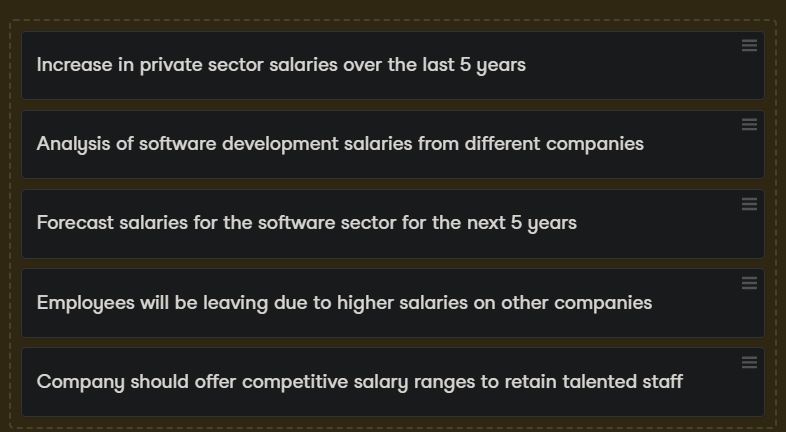 Increase in private sector salaries over the last 5 years
Analysis of software development salaries from different companies
Forecast salaries for the software sector for the next 5 years
Employees will be leaving due to higher salaries on other companies
Company should offer competitive salary ranges to retain talented staff